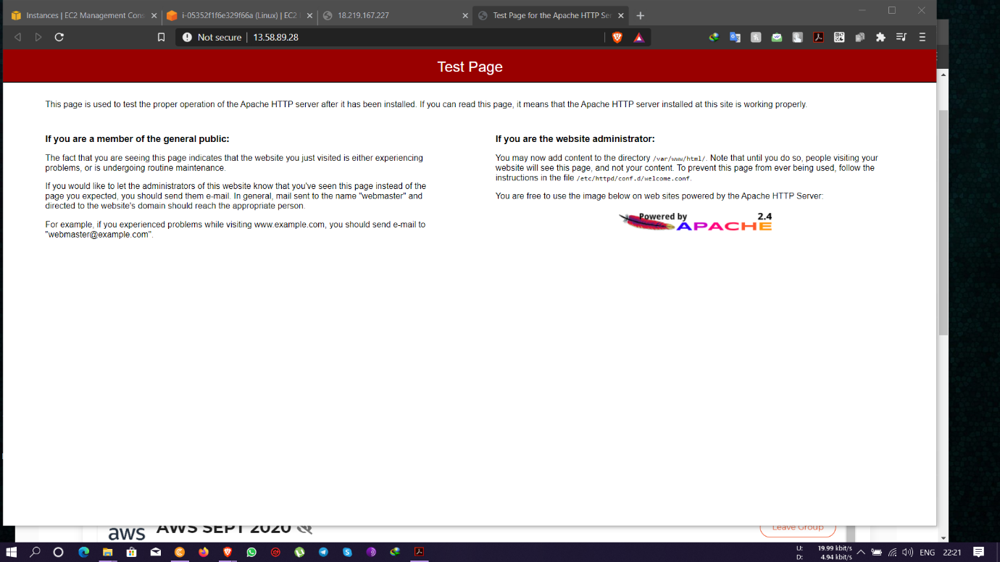 Instances | EC2 Management Cons
i-05352f1f6e329f66a (Linux) | EC2
18.219.167.227
Test Page for the Apache HTTP Ser
Not secure
13.58.89.28
Test Page
This page is used to test the proper operation of the Apache HTTP server after it has been installed. If you can read this page, it means that the Apache HTTP server installed at this site is working properly.
If you are a member of the general public:
The fact that you are seeing this page indicates that the website you just visited is either experiencing
problems, or is undergoing routine maintenance.
If you would like to let the administrators of this website know that you've seen this page instead of the
page you expected, you should send them e-mail. In general, mail sent to the name "webmaster" and
directed to the website's domain should reach the appropriate person.
For example, if you experienced problems while visiting www.example.com, you should send e-mail to
"webmaster@example.com".
If you are the website administrator:
You may now add content to the directory /var/www/html/. Note that until you do so, people visiting your
website will see this page, and not your content. To prevent this page from ever being used, follow the
instructions in the file /etc/httpd/conf.d/welcome.conf.
You are free to use the image below on web sites powered by the Apache HTTP Server:
Powered by 2.4
APACHE
aws
AWS SEPT 2020
Leave Group
U: 19.99 kbit/s
D: 4.94 kbit/s
ENG
22:21